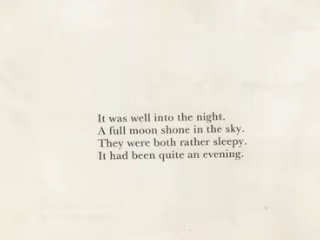 It was well into the night.
A full moon shone in the sky.
They were both rather sleepy.
It had been quite an evening.